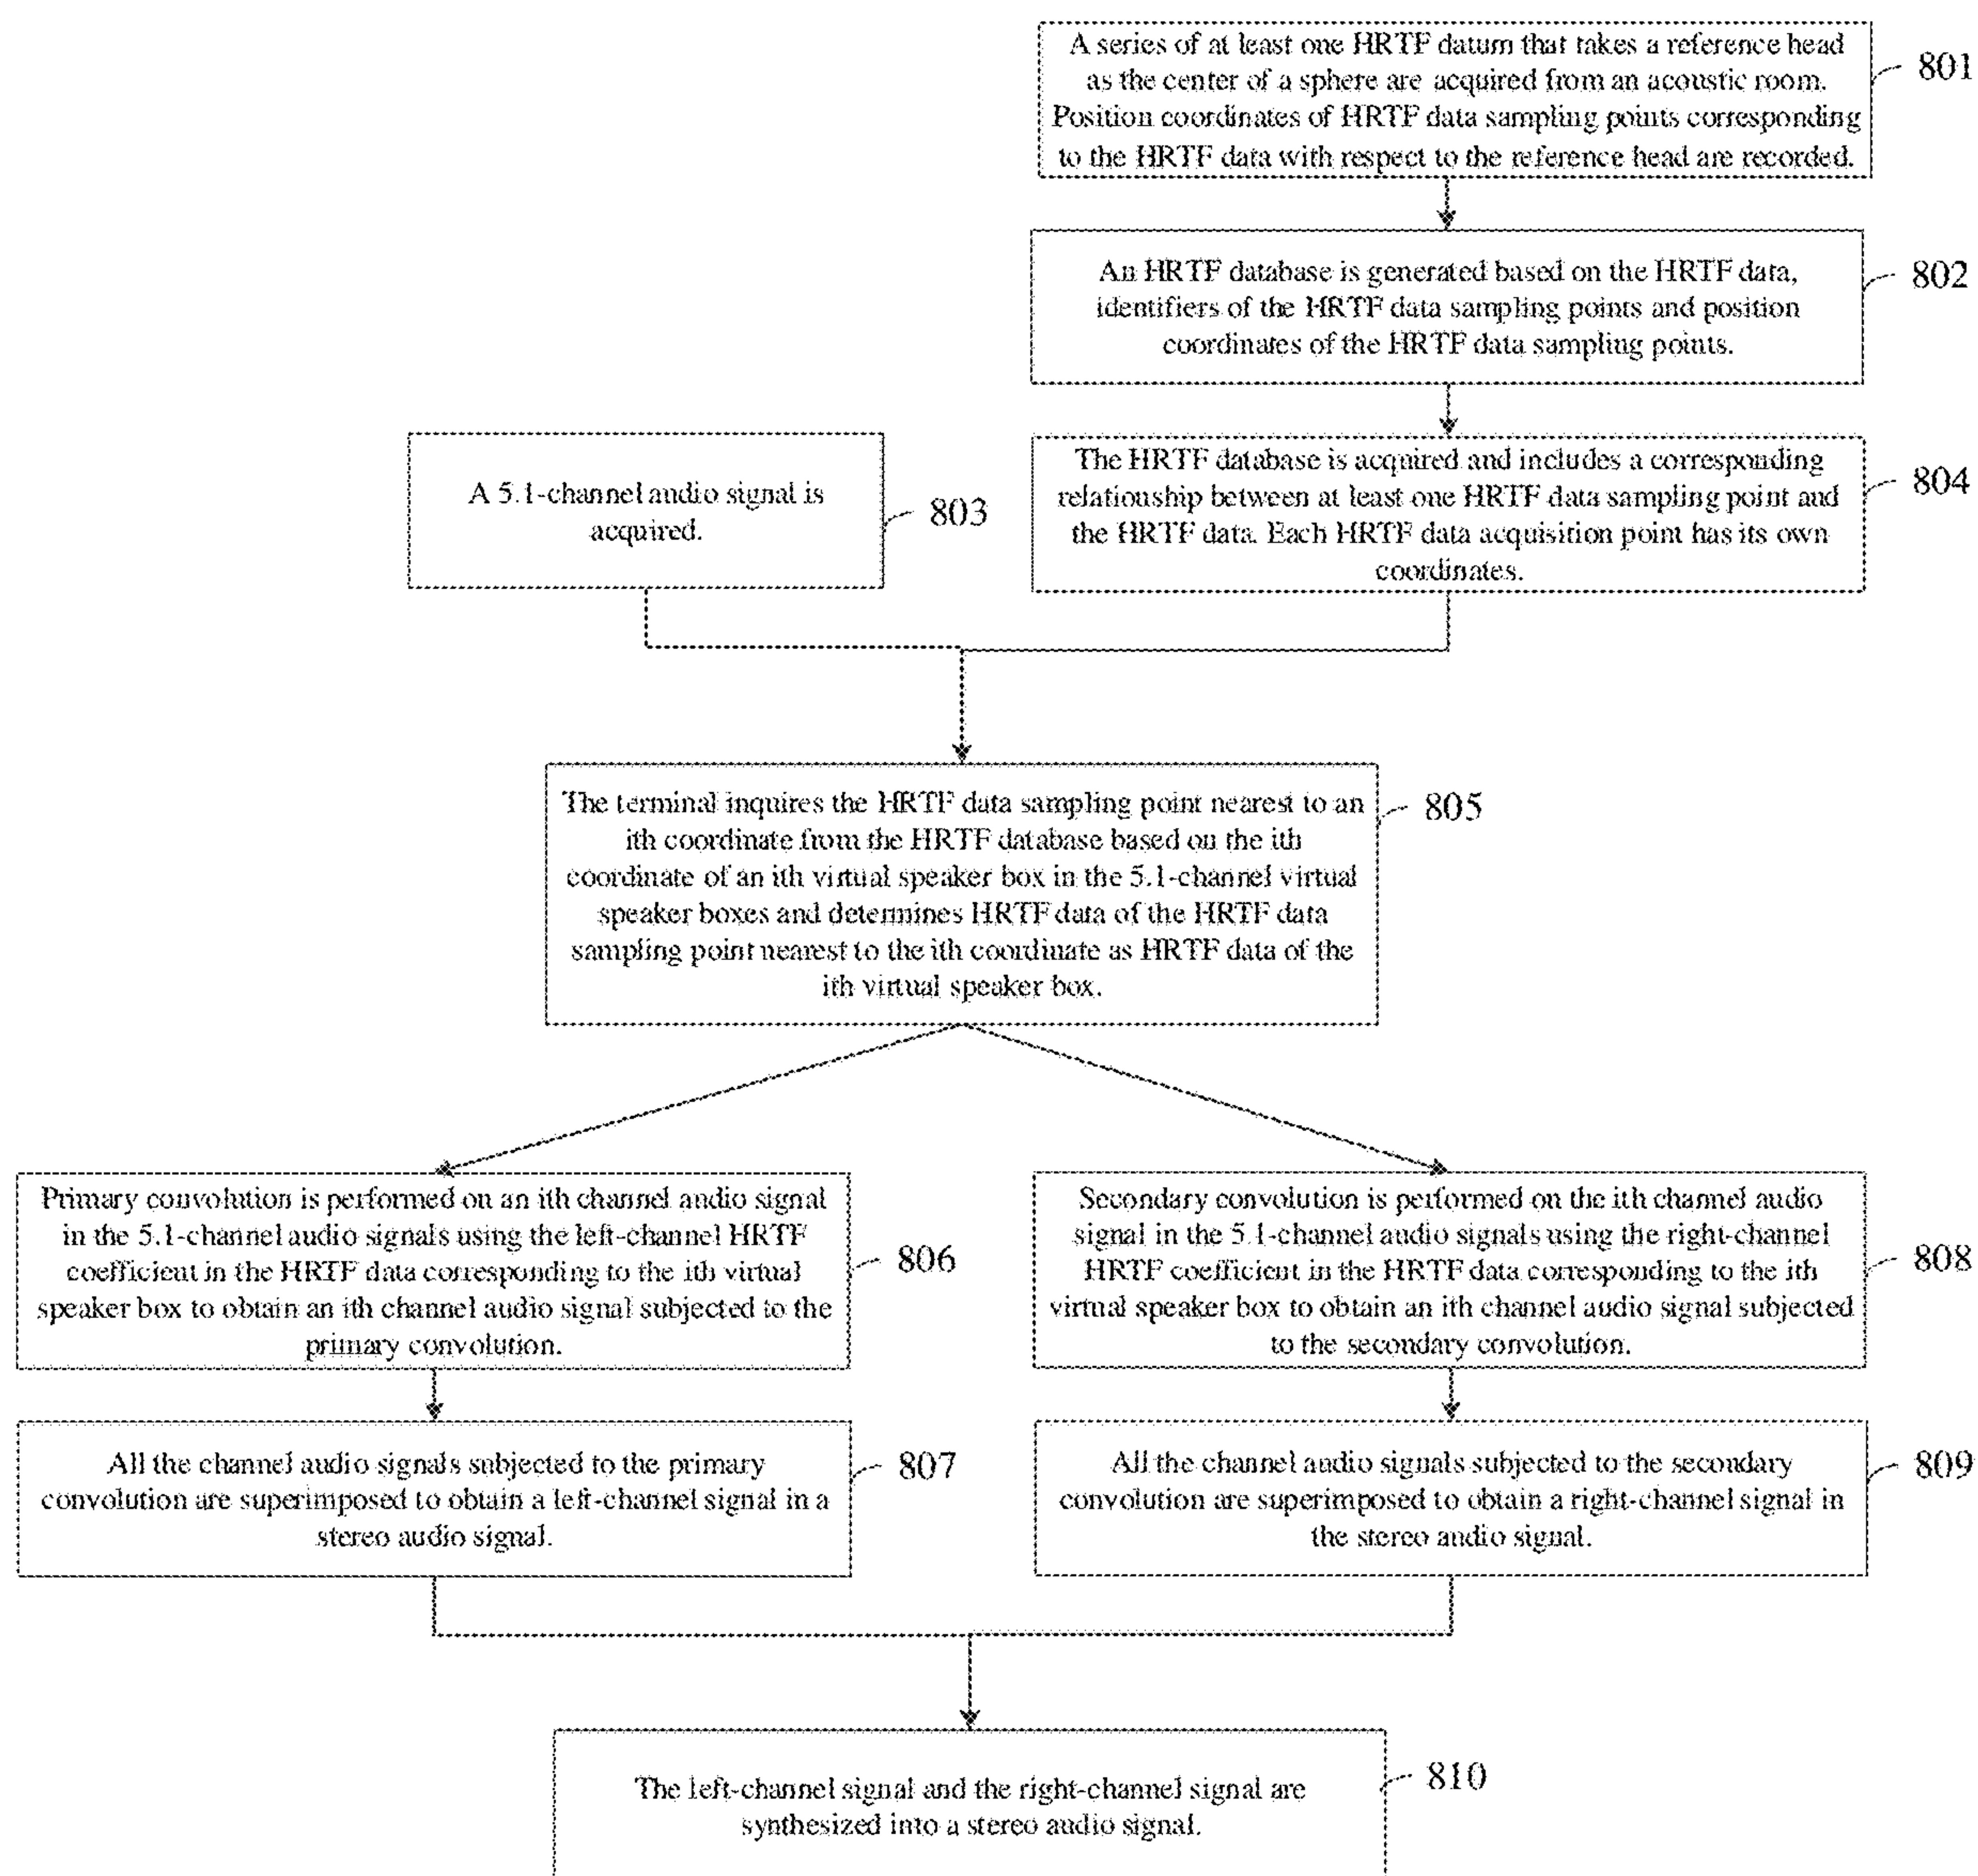 A series of at least one HRTF datum that takes a reference head
as the center of a sphere are acquired from an acoustic room.
Position coordinates of HRTF data sampling points corresponding
to the HRTF data with respect to the reference head are recorded.
801
An HRTF database is generated based on the HRTF data,
identifiers of the HRTF data sampling points and position
coordinates of the HRTF data sampling points.
802
A 5.1-channel audio signal is
acquired.
803
The HRTF database is acquired and includes a corresponding
relationship between at least one HRTF data sampling point and
the HRTF data. Each HRTF data acquisition point has its own
coordinates.
804
The terminal inquires the HRTF data sampling point nearest to an
ith coordinate from the HRTF database based on the ith
coordinate of an ith virtual speaker box in the 5.1-channel virtual
speaker boxes and determines HRTF data of the HRTF data
sampling point nearest to the ith coordinate as HRTF data of the
ith virtual speaker box.
805
Primary convolution is performed on an ith channel audio signal
in the 5.1-channel audio signals using the left-channel HRTF
coefficient in the HRTF data corresponding to the ith virtual
speaker box to obtain an ith channel audio signal subjected to the
primary convolution.
806
Secondary convolution is performed on the ith channel audio
signal in the 5.1-channel audio signals using the right-channel
HRTF coefficient in the HRTF data corresponding to the ith
virtual speaker box to obtain an ith channel audio signal subjected
to the secondary convolution.
808
All the channel audio signals subjected to the primary
convolution are superimposed to obtain a left-channel signal in a
stereo audio signal.
807
All the channel audio signals subjected to the secondary
convolution are superimposed to obtain a right-channel signal in
the stereo audio signal.
809
The left-channel signal and the right-channel signal are
synthesized into a stereo audio signal.
810